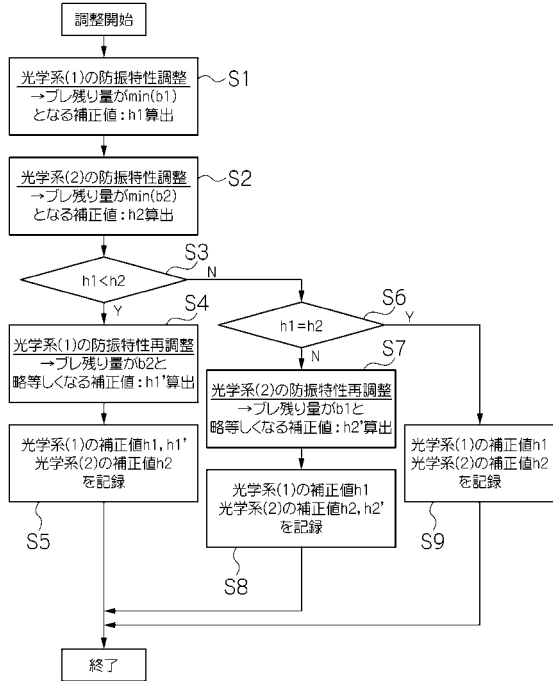 調整開始
光学系(1)の防振特性調整
→ブレ残り量がmin(b1)
となる補正値:h1算出
S1
光学系(2)の防振特性調整
→ブレ残り量がmin(b2)
となる補正値:h2算出
S2
h1<h2
S3
N
Y
S4
光学系(1)の防振特性再調整
→ブレ残り量がb2と
略等しくなる補正値:h1'算出
h1=h2
S6
Y
N
S7
光学系(2)の防振特性再調整
→ブレ残り量がb1と
略等しくなる補正値:h2'算出
光学系(1)の補正値h1,h1'
光学系(2)の補正値h2
を記録
S5
光学系(1)の補正値h1
光学系(2)の補正値h2,h2'
を記録
S8
光学系(1)の補正値h1
光学系(2)の補正値h2
を記録
S9
終了